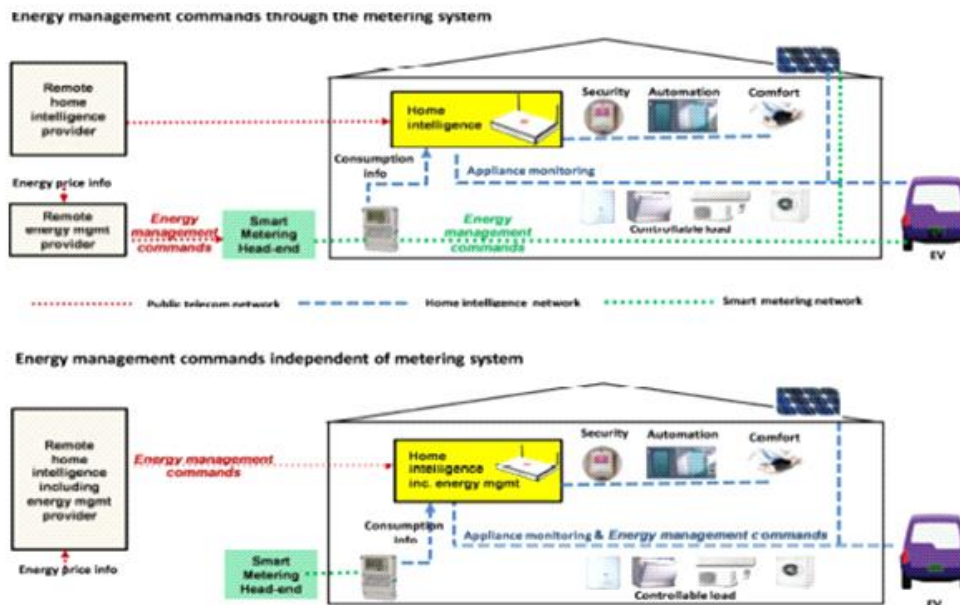 Energy management commands through the metering system
Remote
home
intelligence
provider
Home
intelligence
Security
Automation
Comfort
Consumption
info
Appliance monitoring
Energy price info
Remote
energy mgmt
provider
Energy
management
commands
Smart
Metering
Head-end
Energy
management
commands
Controllable load
EV
Public telecom network
Home intelligence network
Smart metering network
Energy management commands independent of metering system
Remote
home
intelligence
including
energy mgmt
provider
Energy management
commands
Home
intelligence
inc. energy mgmt
Security
Automation
Comfort
Consumption
info
Appliance monitoring & Energy management commands
Energy price info
Smart
Metering
Head-end
Controllable load
EV